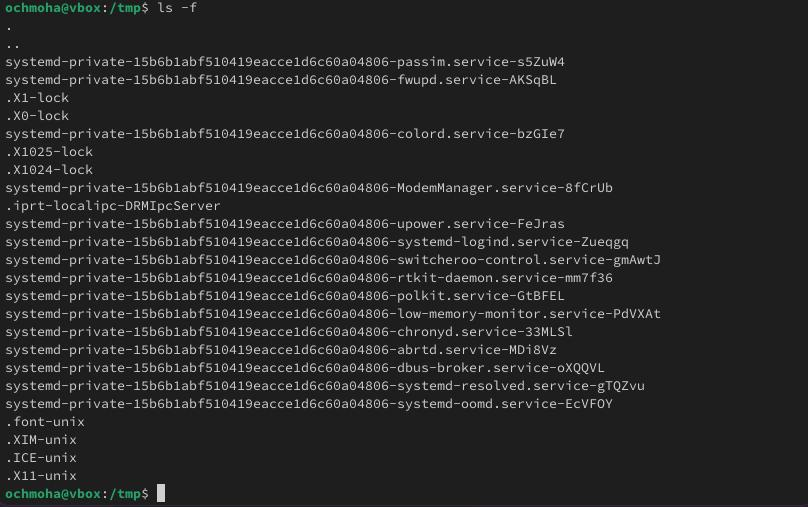 ochmoha@vbox:/tmp$ ls -f
.
..
systemd-private-15b6b1abf510419eacce1d6c60a04806-passim.service-s5ZuW4
systemd-private-15b6b1abf510419eacce1d6c60a04806-fwupd.service-AKSqBL
.X1-lock
.X0-lock
systemd-private-15b6b1abf510419eacce1d6c60a04806-colord.service-bzGIe7
.X1025-lock
.X1024-lock
systemd-private-15b6b1abf510419eacce1d6c60a04806-ModemManager.service-8fCrUb
.iprt-localipc-DRMIpcServer
systemd-private-15b6b1abf510419eacce1d6c60a04806-upower.service-FeJras
systemd-private-15b6b1abf510419eacce1d6c60a04806-systemd-logind.service-Zueqgq
systemd-private-15b6b1abf510419eacce1d6c60a04806-switcheroo-control.service-gmAwtJ
systemd-private-15b6b1abf510419eacce1d6c60a04806-rtkit-daemon.service-mm7f36
systemd-private-15b6b1abf510419eacce1d6c60a04806-polkit.service-GtBFEL
systemd-private-15b6b1abf510419eacce1d6c60a04806-low-memory-monitor.service-PdVXAt
systemd-private-15b6b1abf510419eacce1d6c60a04806-chronyd.service-33MLSl
systemd-private-15b6b1abf510419eacce1d6c60a04806-abrtd.service-MDi8Vz
systemd-private-15b6b1abf510419eacce1d6c60a04806-dbus-broker.service-oXQQVL
systemd-private-15b6b1abf510419eacce1d6c60a04806-systemd-resolved.service-gTQZvu
systemd-private-15b6b1abf510419eacce1d6c60a04806-systemd-oomd.service-EcVFOY
.font-unix
.XIM-unix
.ICE-unix
.X11-unix
ochmoha@vbox:/tmp$